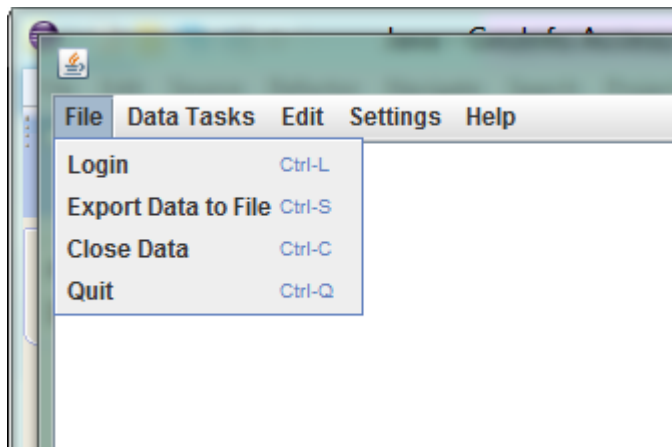 File Data Tasks Edit Settings Help
Login Ctrl-L
Export Data to File Ctrl-S
Close Data Ctrl-C
Quit Ctrl-Q